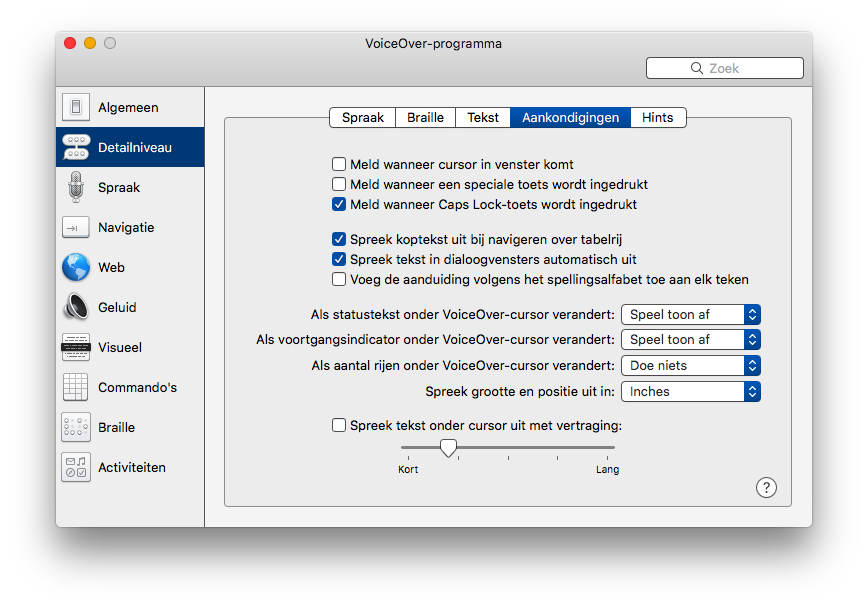 VoiceOver-programma
Zoek
Algemeen
Detailniveau
Spraak
Navigatie
Web
Geluid
Visueel
Commando's
Braille
Activiteiten
Spraak Braille Tekst Aankondigingen Hints
Meld wanneer cursor in venster komt
Meld wanneer een speciale toets wordt ingedrukt
Meld wanneer Caps Lock-toets wordt ingedrukt
Spreek koptekst uit bij navigeren over tabelrij
Spreek tekst in dialoogvensters automatisch uit
Voeg de aanduiding volgens het spellingsalfabet toe aan elk teken
Als statustekst onder VoiceOver-cursor verandert: Speel toon af
Als voortgangsindicator onder VoiceOver-cursor verandert: Speel toon af
Als aantal rijen onder VoiceOver-cursor verandert: Doe niets
Spreek grootte en positie uit in: Inches
Spreek tekst onder cursor uit met vertraging:
Kort Lang
?